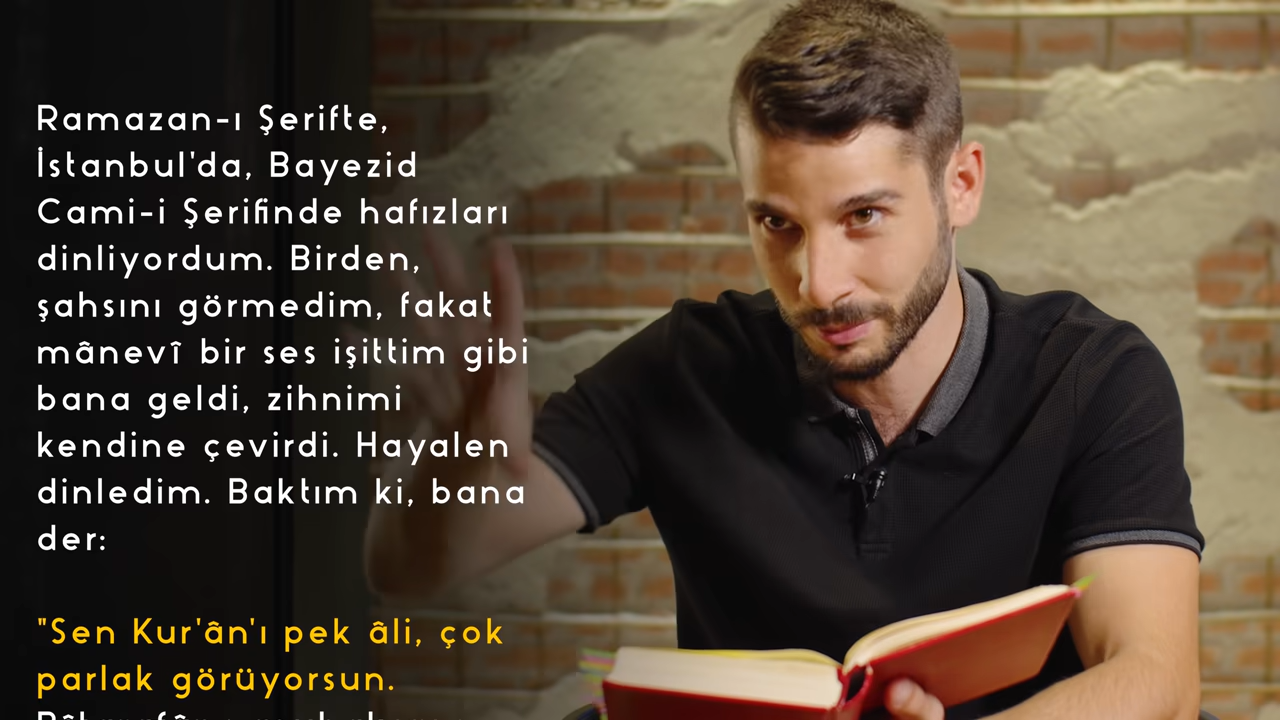 Ramazan-ı Şerifte,
İstanbul'da, Bayezid
Cami-i Şerifinde hafızları
dinliyordum. Birden,
şahsını görmedim, fakat
mânevî bir ses işittim gibi
bana geldi, zihnimi
kendine çevirdi. Hayalen
dinledim. Baktım ki, bana
der:
"Sen Kur'ân'ı pek âli, çok
parlak görüyorsun.